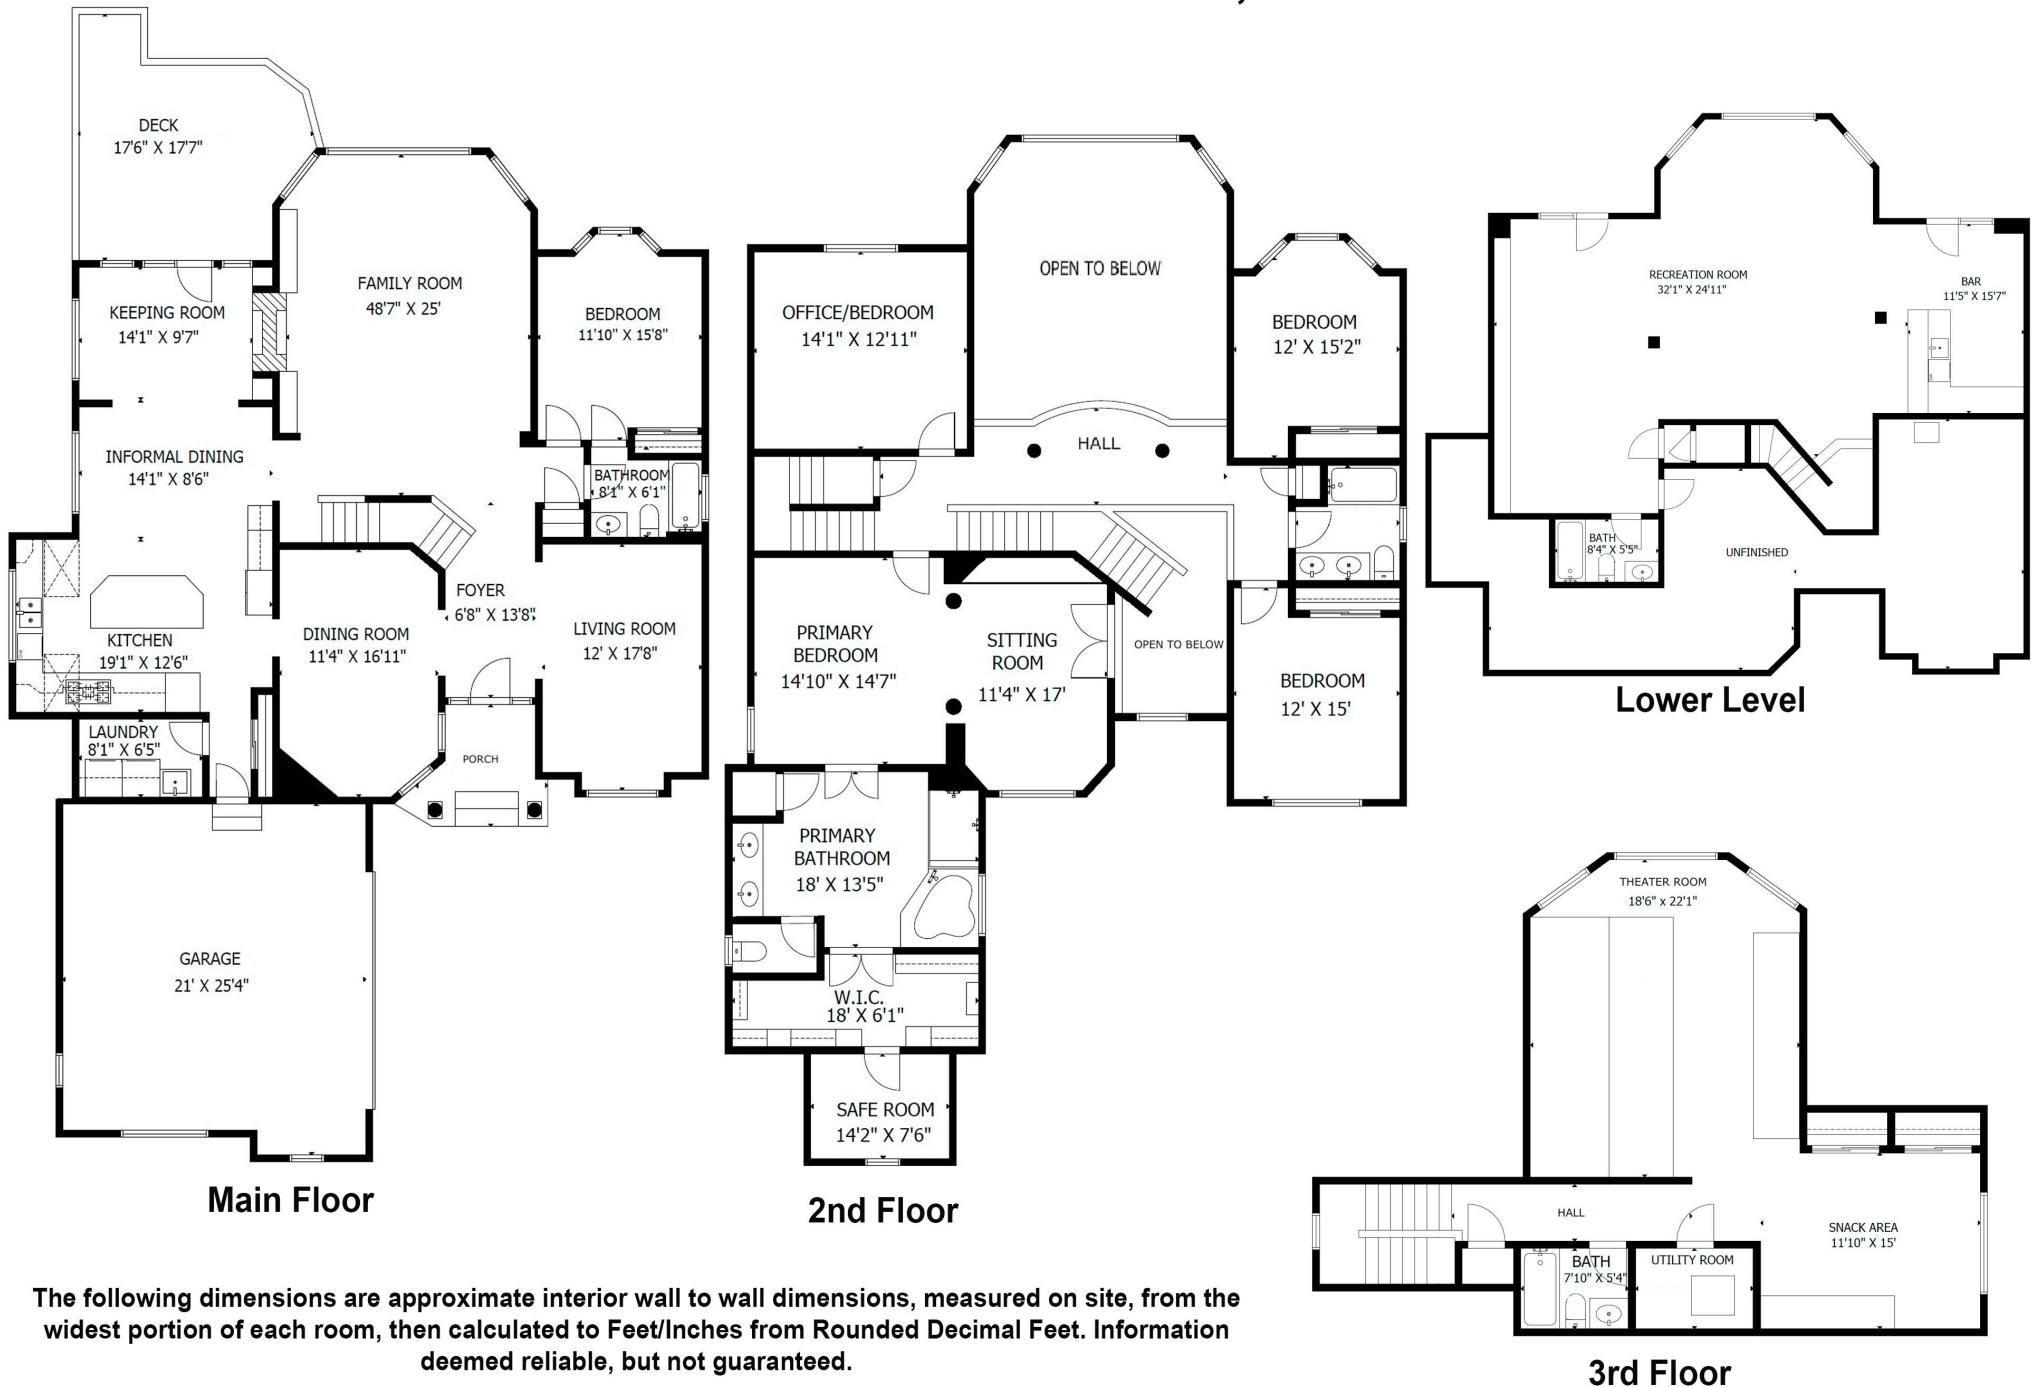 DECK
17'6" X 17'7"
FAMILY ROOM
48'7" X 25'
KEEPING ROOM
14'1" X 9'7"
BEDROOM
11'10" X 15'8"
INFORMAL DINING
14'1" X 8'6"
BATHROOM
8'1" X 6'1"
FOYER
6'8" X 13'8"
KITCHEN
19'1" X 12'6"
DINING ROOM
11'4" X 16'11"
LIVING ROOM
12' X 17'8"
LAUNDRY
8'1" X 6'5"
PORCH
GARAGE
21' X 25'4"
Main Floor
OPEN TO BELOW
OFFICE/BEDROOM
14'1" X 12'11"
BEDROOM
12' X 15'2"
HALL
PRIMARY
BEDROOM
14'10" X 14'7"
SITTING
ROOM
11'4" X 17'
OPEN TO BELOW
BEDROOM
12' X 15'
PRIMARY
BATHROOM
18' X 13'5"
W.I.C.
18' X 6'1"
SAFE ROOM
14'2" X 7'6"
2nd Floor
RECREATION ROOM
32'1" X 24'11"
BAR
11'5" X 15'7"
BATH
8'4" X 5'5"
UNFINISHED
Lower Level
THEATER ROOM
18'6" x 22'1"
HALL
SNACK AREA
11'10" X 15'
BATH
7'10" X 5'4"
UTILITY ROOM
3rd Floor
The following dimensions are approximate interior wall to wall dimensions, measured on site, from the
widest portion of each room, then calculated to Feet/Inches from Rounded Decimal Feet. Information
deemed reliable, but not guaranteed.